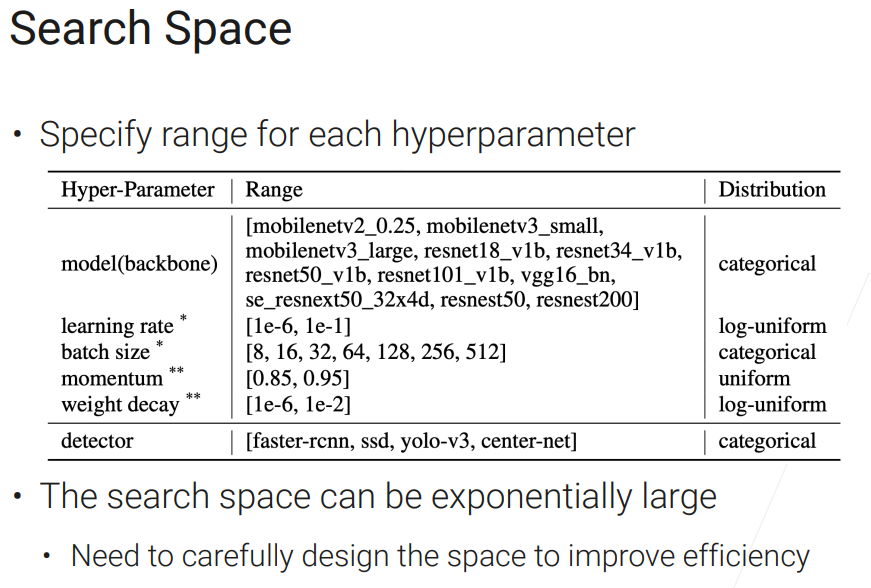 Search Space
• Specify range for each hyperparameter
Hyper-Parameter Range Distribution
model(backbone) [mobilenetv2_0.25, mobilenetv3_small,
mobilenetv3_large, resnet18_v1b, resnet34_v1b,
resnet50_v1b, resnet101_v1b, vgg16_bn,
se_resnext50_32x4d, resnest50, resnest200] categorical
learning rate * [1e-6, 1e-1] log-uniform
batch size * [8, 16, 32, 64, 128, 256, 512] categorical
momentum ** [0.85, 0.95] uniform
weight decay ** [1e-6, 1e-2] log-uniform
detector [faster-rcnn, ssd, yolo-v3, center-net] categorical
• The search space can be exponentially large
• Need to carefully design the space to improve efficiency